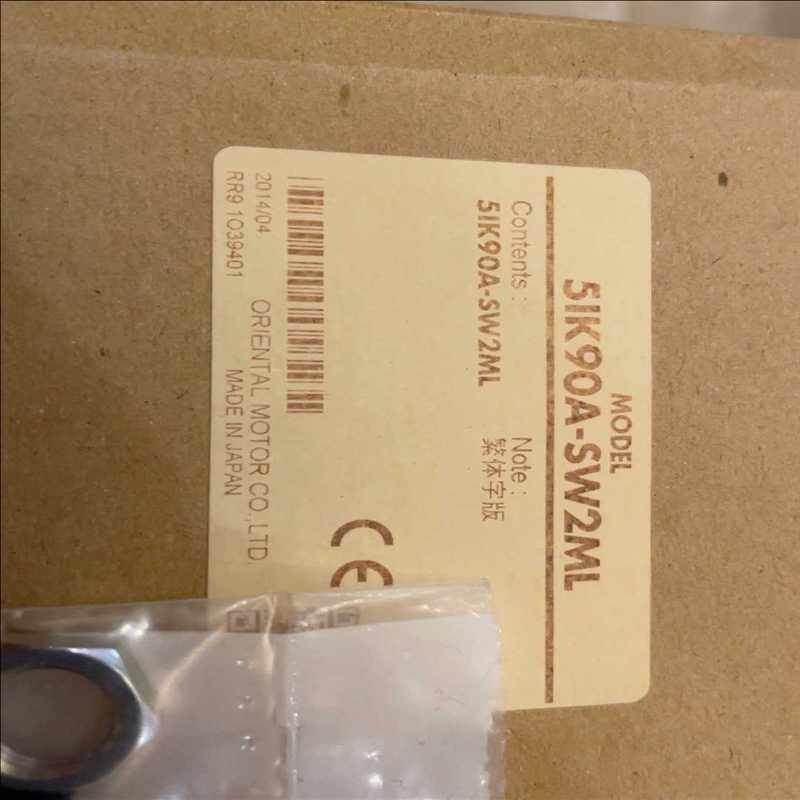 MODEL
5IK90A-SW2ML
Contents :
5IK90A-SW2ML
Note :
繁体字版
CE
2014/04
RR9 1O39401
ORIENTAL MOTOR CO.,LTD.
MADE IN JAPAN